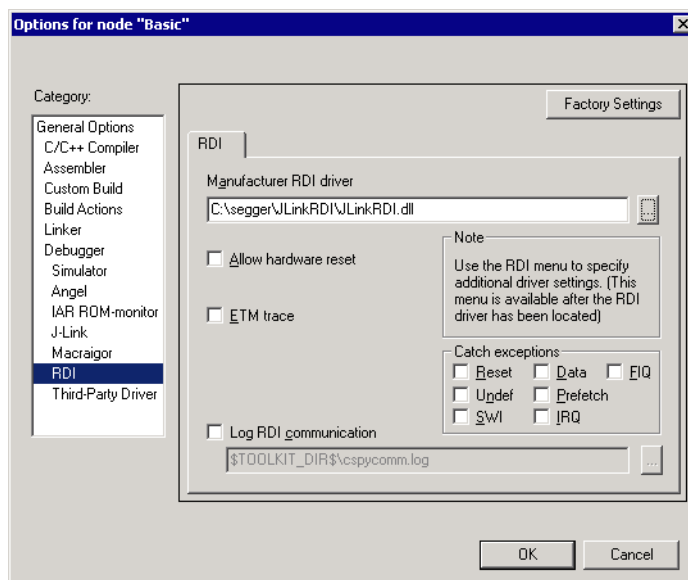 Options for node "Basic"
Category:
Factory Settings
General Options
C/C++ Compiler
Assembler
Custom Build
Build Actions
Linker
Debugger
Simulator
Angel
IAR ROM-monitor
J-Link
Macraigor
RDI
Third-Party Driver
RDI
Manufacturer RDI driver
C:\segger\JLinkRDI\JLinkRDI.dll
...
Allow hardware reset
ETM trace
Note
Use the RDI menu to specify
additional driver settings. (This
menu is available after the RDI
driver has been located)
Catch exceptions
Reset Data FIQ
Undef Prefetch
SWI IRQ
Log RDI communication
$TOOLKIT_DIR$\cspycomm.log
...
OK Cancel